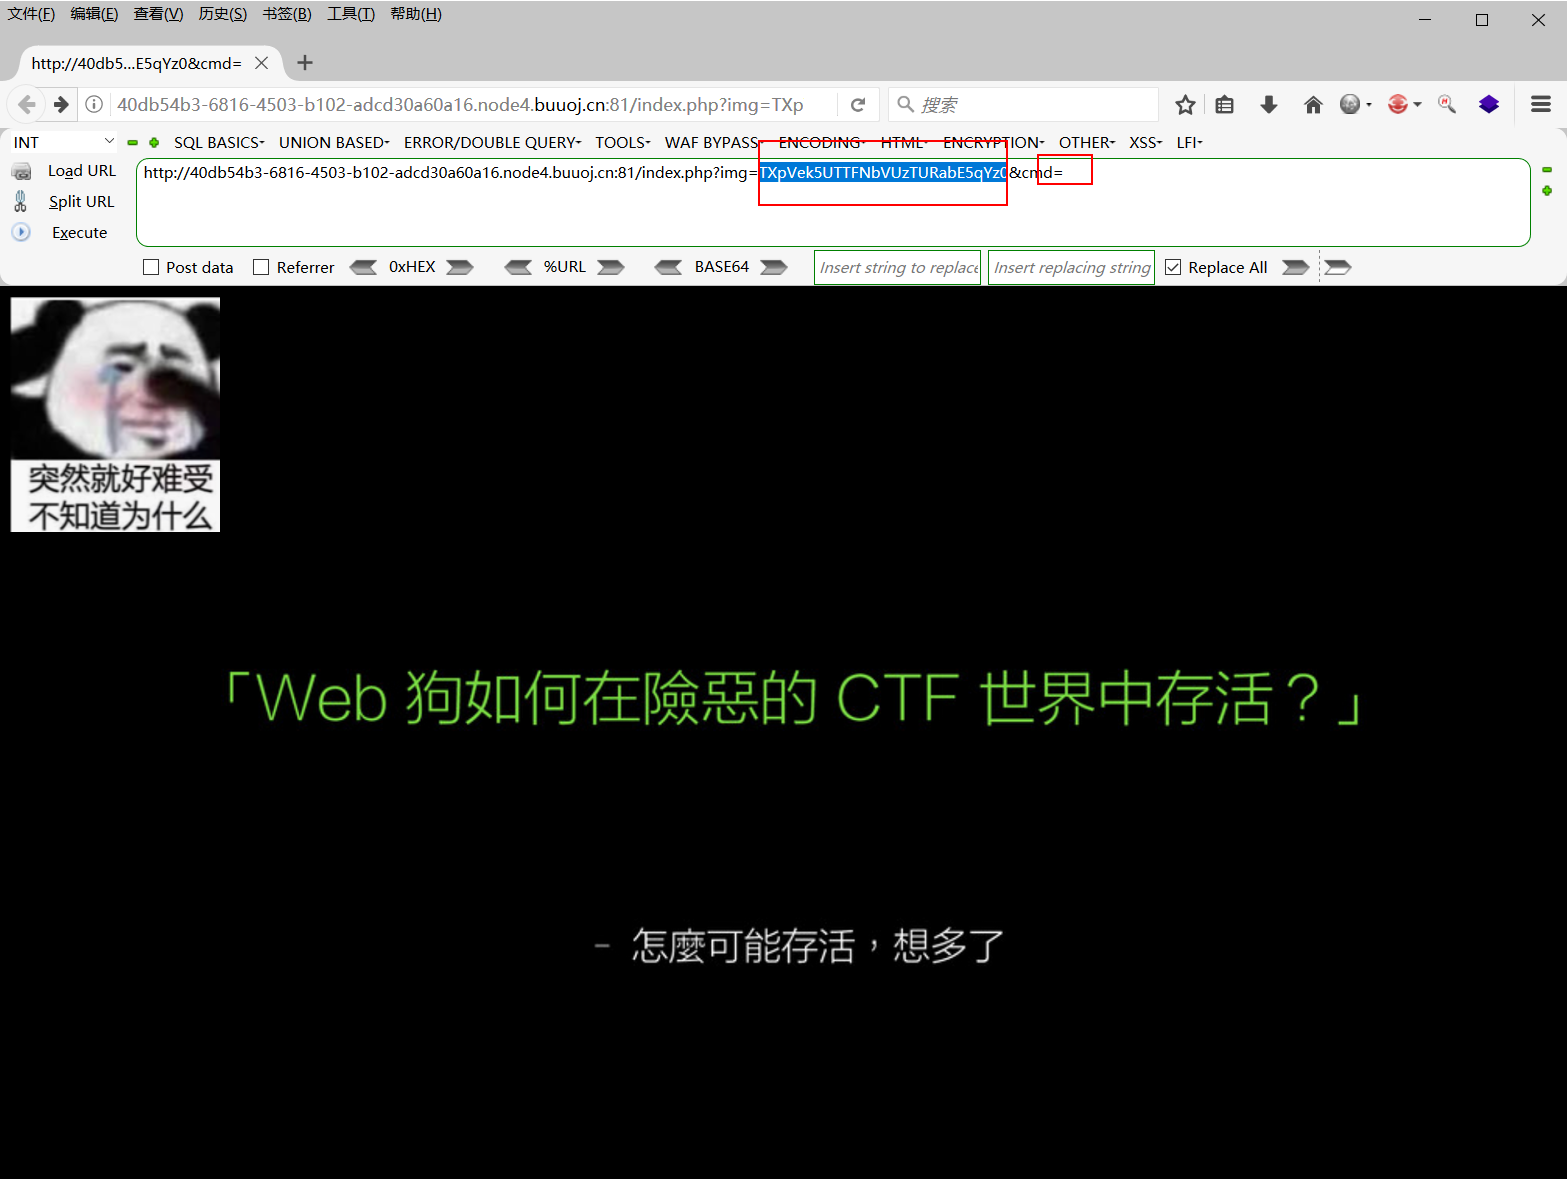 文件(F) 编辑(E) 查看(V) 历史(S) 书签(B) 工具(T) 帮助(H)
http://40db5...E5qYz0&cmd=
40db54b3-6816-4503-b102-adcd30a60a16.node4.buuoj.cn:81/index.php?img=TXp
搜索
INT
SQL BASICS UNION BASED ERROR/DOUBLE QUERY TOOLS WAF BYPASS ENCODING HTML ENCRYPTION OTHER XSS LFI
Load URL
http://40db54b3-6816-4503-b102-adcd30a60a16.node4.buuoj.cn:81/index.php?img=TXpVek5UTTFNbVUzTURabE5qYz0&cmd=
Split URL
Execute
Post data Referrer 0xHEX %URL BASE64 Insert string to replace Insert replacing string Replace All
突然就好难受
不知道为什么
「Web 狗如何在險惡的 CTF 世界中存活？」
- 怎麼可能存活，想多了